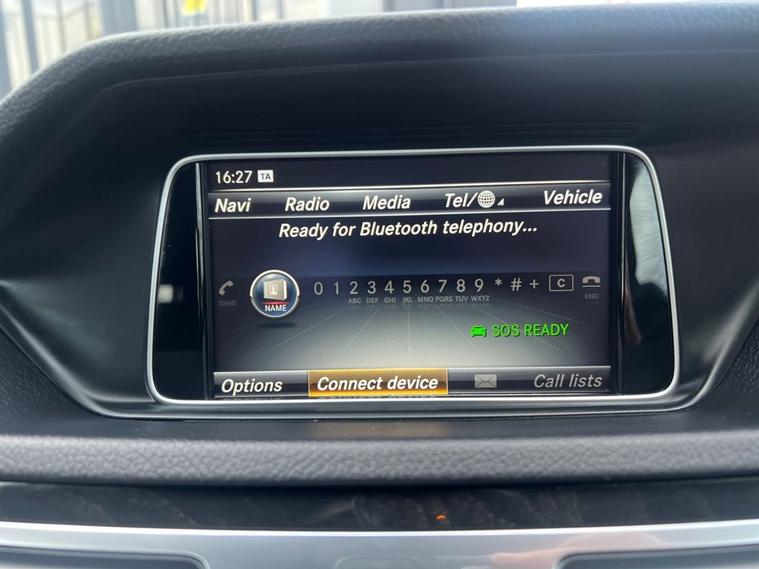 16:27 TA
Navi Radio Media Tel/ Vehicle
Ready for Bluetooth telephony...
0 1 2 3 4 5 6 7 8 9 * # + C
SEND NAME ABC DEF GHI JKL MNO PQRS TUV WXYZ END
SOS READY
Options Connect device Call lists